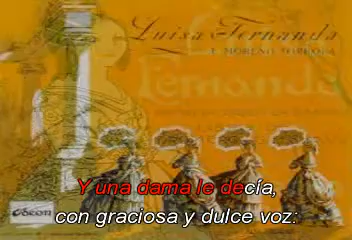 Luisa Fernanda
F. MORENO TORROBA
Fernanda
Odeon
Y una dama le decía,
con graciosa y dulce voz: